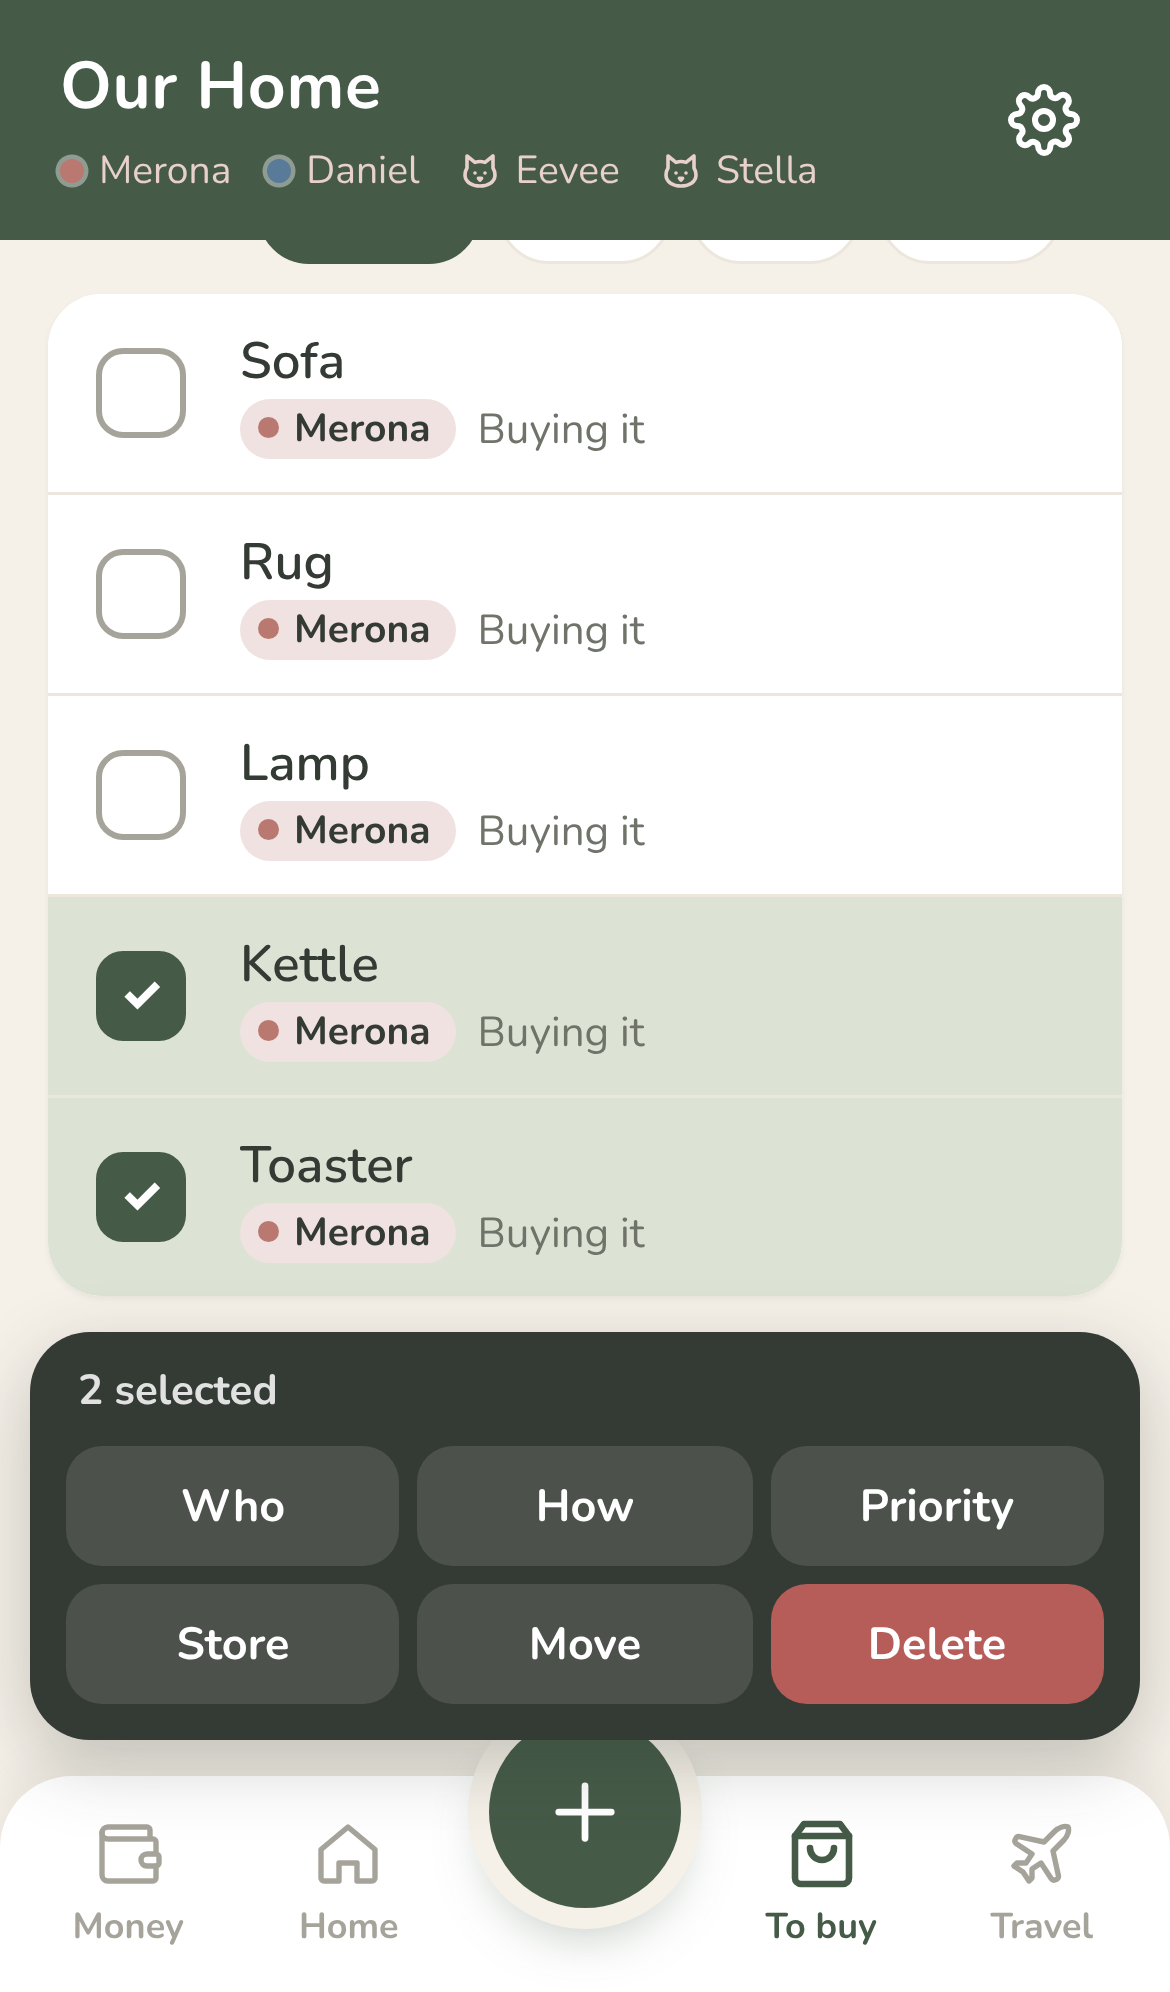 Our Home
Merona Daniel Eevee Stella
Sofa
Merona Buying it
Rug
Merona Buying it
Lamp
Merona Buying it
Kettle
Merona Buying it
Toaster
Merona Buying it
2 selected
Who How Priority
Store Move Delete
Money Home To buy Travel